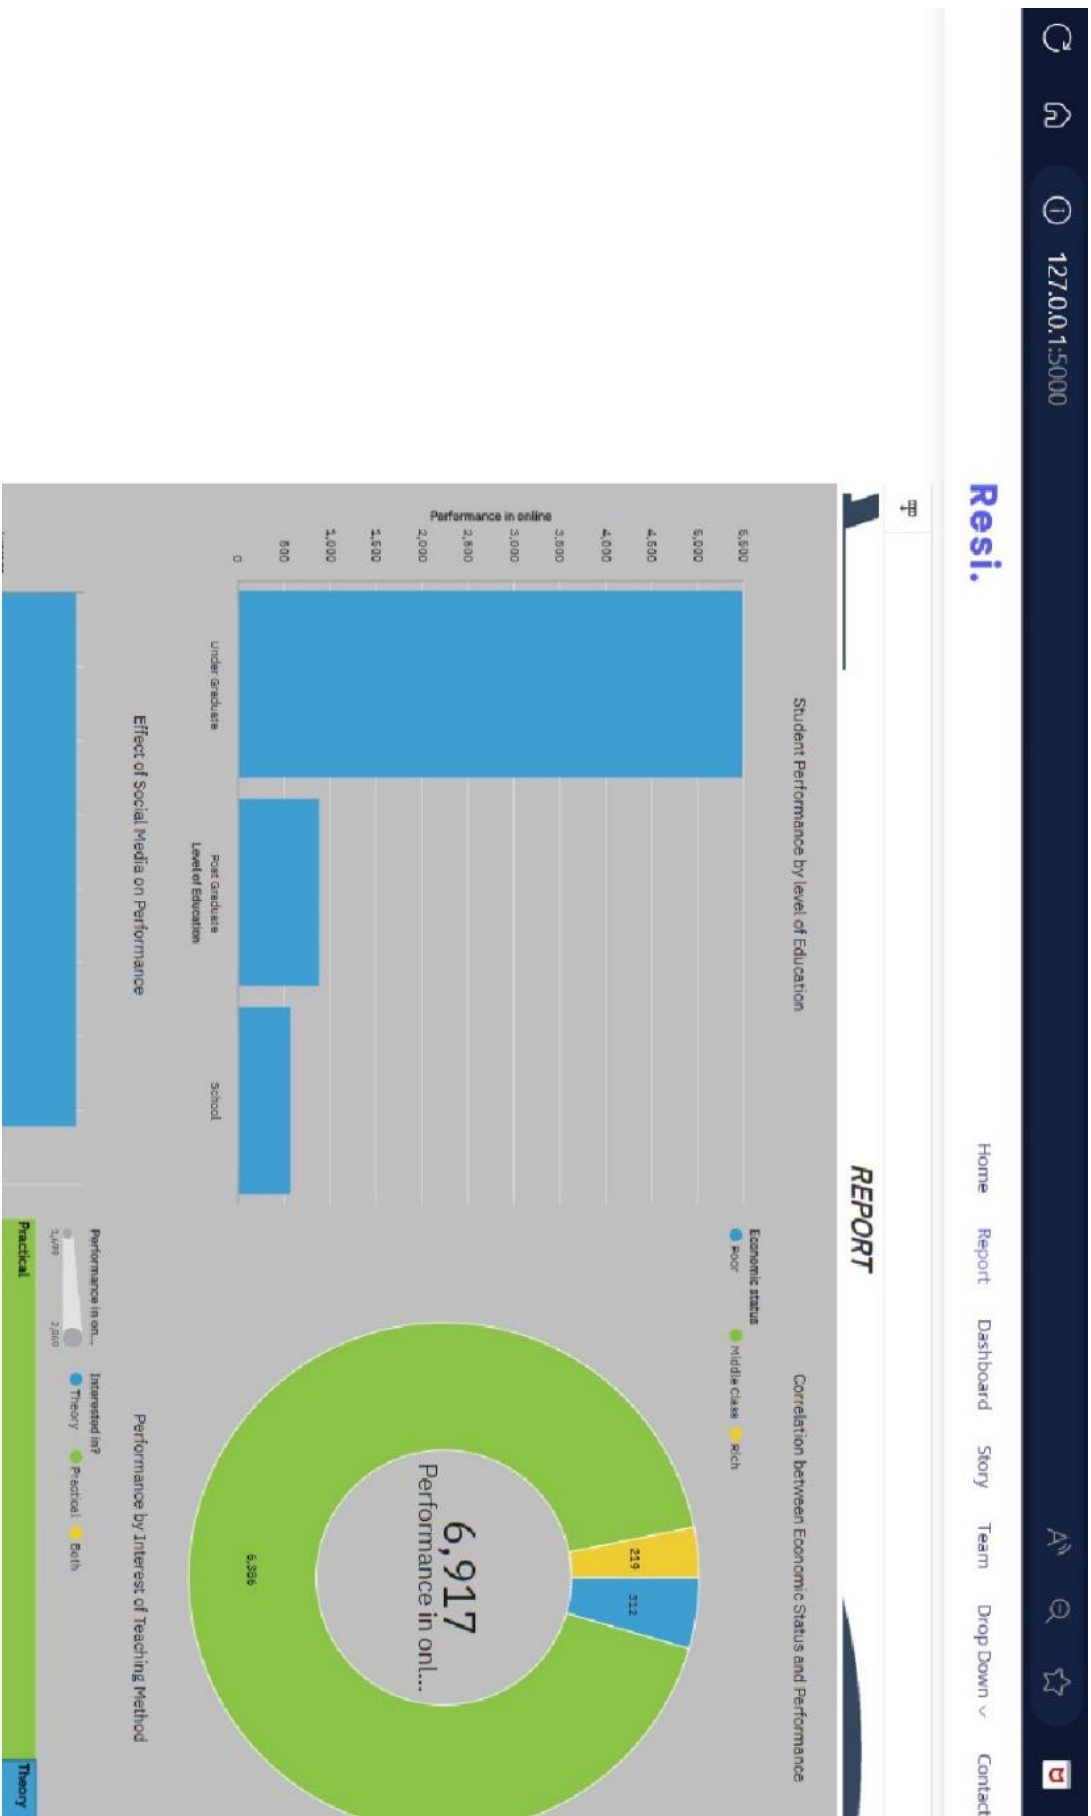 127.0.0.1:5000
Resi.
Home Report Dashboard Story Team Drop Down Contact
REPORT
Student Performance by level of Education
Performance in online
5,500
5,000
4,500
4,000
3,500
3,000
2,500
2,000
1,500
1,000
500
0
Under Graduate Post Graduate School
Level of Education
Correlation between Economic Status and Performance
Economic status
Poor Middle Class Rich
219 312
6,917
Performance in onl...
6,386
Effect of Social Media on Performance
Performance by Interest of Teaching Method
Performance in on... Interested in?
Theory Practical Both
1,699 2,860
Practical Theory